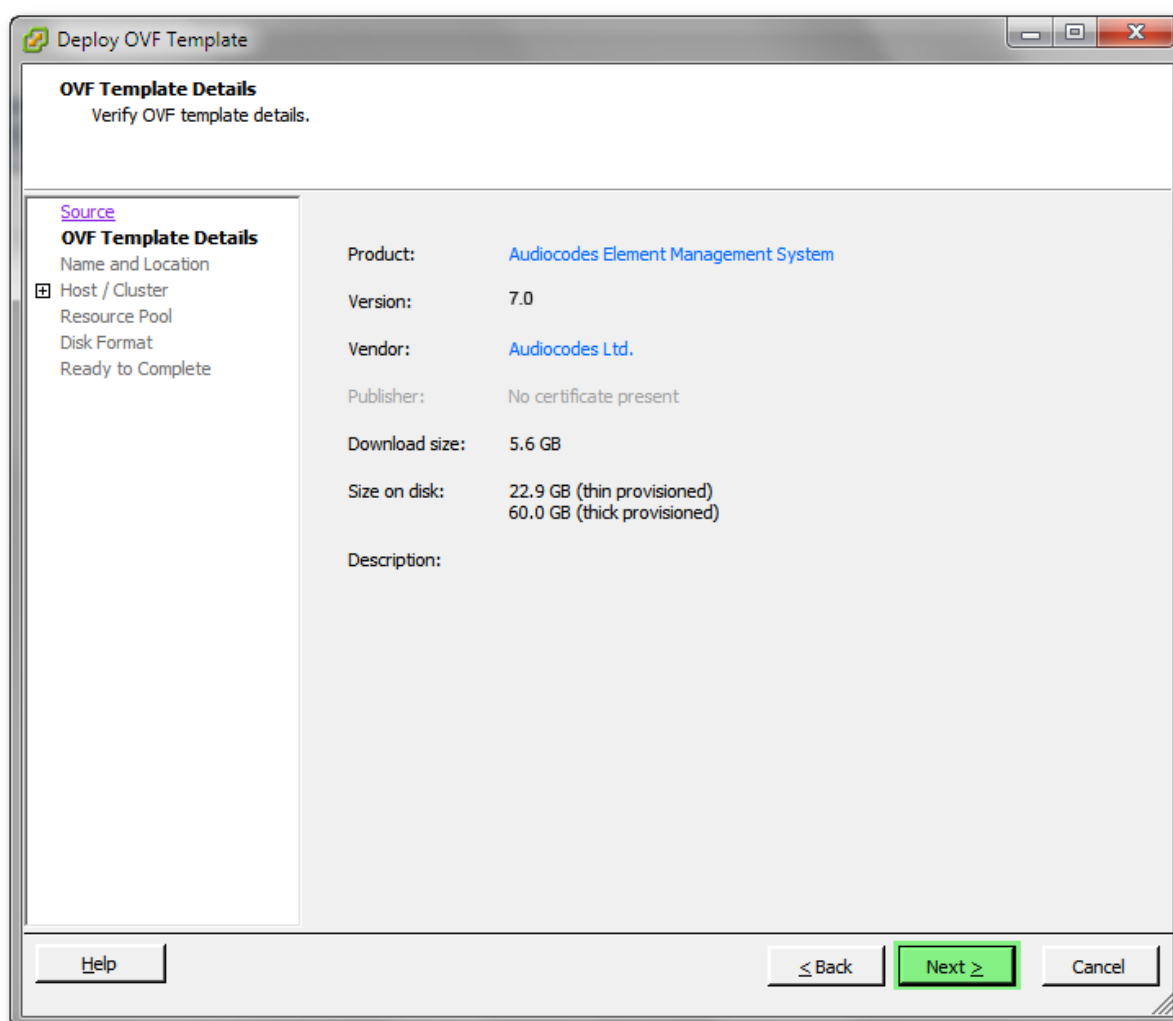 Deploy OVF Template
OVF Template Details
Verify OVF template details.
Source
OVF Template Details
Name and Location
Host / Cluster
Resource Pool
Disk Format
Ready to Complete
Product: Audiocodes Element Management System
Version: 7.0
Vendor: Audiocodes Ltd.
Publisher: No certificate present
Download size: 5.6 GB
Size on disk: 22.9 GB (thin provisioned)
60.0 GB (thick provisioned)
Description:
Help
< Back
Next >
Cancel